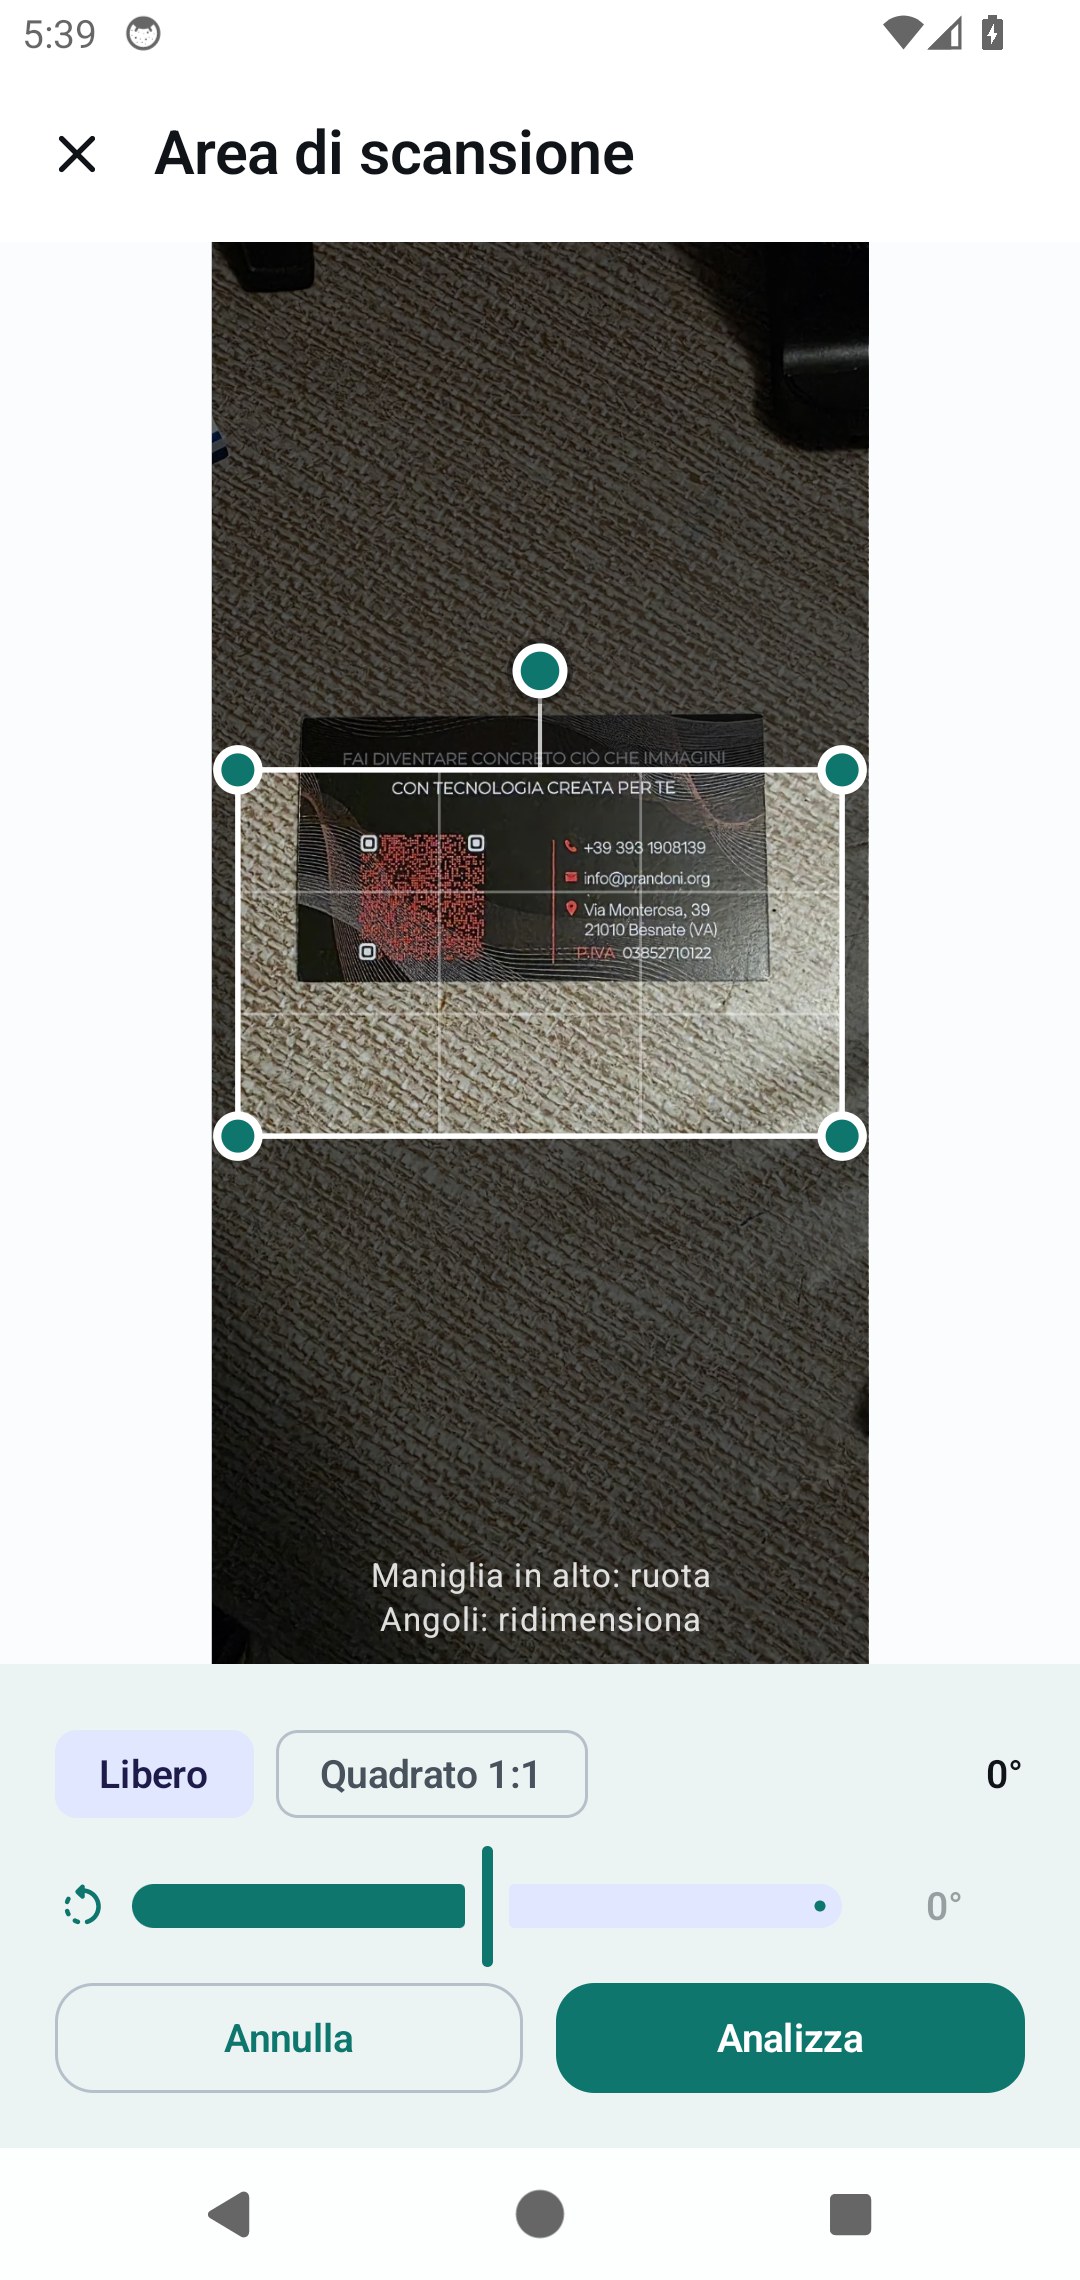 5:39
Area di scansione
FAI DIVENTARE CONCRETO CIÒ CHE IMMAGINI
CON TECNOLOGIA CREATA PER TE
+39 393 1908139
info@prandoni.org
Via Monterosa, 39
21010 Besnate (VA)
P.IVA 03852710122
Maniglia in alto: ruota
Angoli: ridimensiona
Libero
Quadrato 1:1
0°
0°
Annulla
Analizza